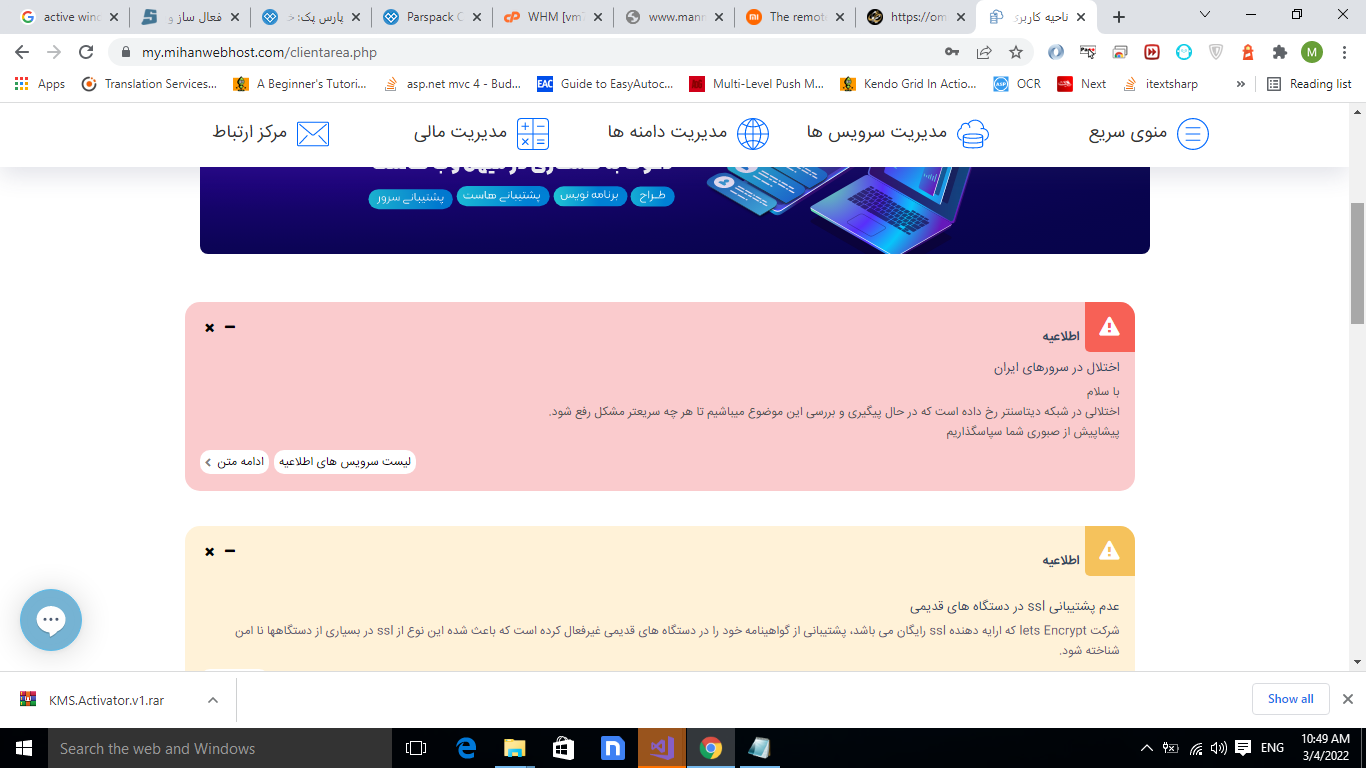 active wind
فعال ساز و
پارس پک: خ
Parspack C
WHM [vm
www.mann
The remot
https://om
ناحیه کاربری
my.mihanwebhost.com/clientarea.php
M
Apps
Translation Services...
A Beginner's Tutori...
asp.net mvc 4 - Bud...
EAC Guide to EasyAutoc...
Multi-Level Push M...
Kendo Grid In Actio...
OCR
Next
itextsharp
»
Reading list
منوی سریع
مدیریت سرویس ها
مدیریت دامنه ها
مدیریت مالی
مرکز ارتباط
طراح
برنامه نویس
پشتیبانی هاست
پشتیبانی سرور
اطلاعیه
اختلال در سرورهای ایران
با سلام
اختلالی در شبکه دیتاسنتر رخ داده است که در حال پیگیری و بررسی این موضوع میباشیم تا هر چه سریعتر مشکل رفع شود.
پیشاپیش از صبوری شما سپاسگذاریم
لیست سرویس های اطلاعیه
ادامه متن
اطلاعیه
عدم پشتیبانی ssl در دستگاه های قدیمی
شرکت lets Encrypt که ارایه دهنده ssl رایگان می باشد، پشتیبانی از گواهینامه خود را در دستگاه های قدیمی غیرفعال کرده است که باعث شده این نوع از ssl در بسیاری از دستگاهها نا امن
شناخته شود.
KMS.Activator.v1.rar
Show all
Search the web and Windows
ENG
10:49 AM
3/4/2022